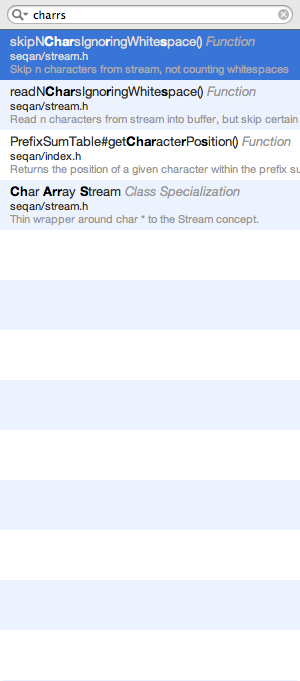 charrs
skipNCharsIgnoringWhitespace() Function
seqan/stream.h
Skip n characters from stream, not counting whitespaces
readNCharsIgnoringWhitespace() Function
seqan/stream.h
Read n characters from stream into buffer, but skip certain
PrefixSumTable#getCharacterPosition() Function
seqan/index.h
Returns the position of a given character within the prefix su
Char Array Stream Class Specialization
seqan/stream.h
Thin wrapper around char * to the Stream concept.